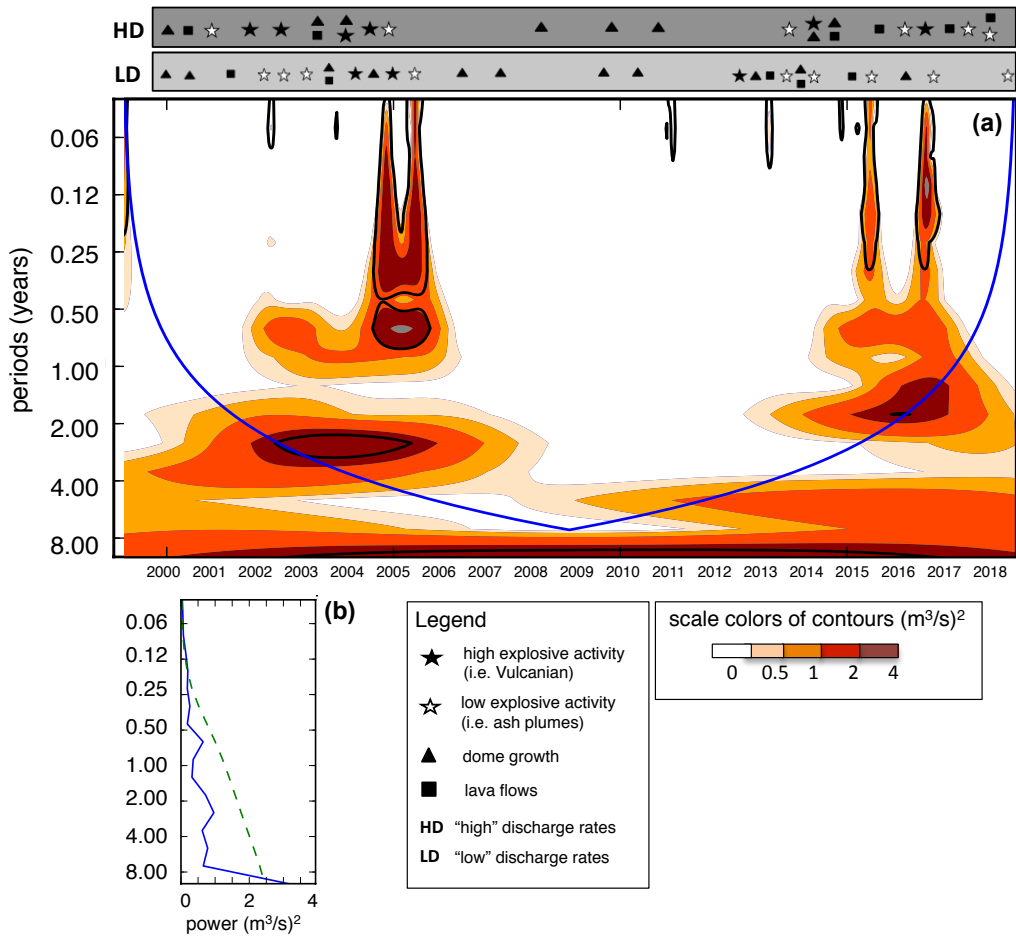 HD
LD
(a)
periods (years)
0.06
0.12
0.25
0.50
1.00
2.00
4.00
8.00
2000 2001 2002 2003 2004 2005 2006 2007 2008 2009 2010 2011 2012 2013 2014 2015 2016 2017 2018
(b)
0.06
0.12
0.25
0.50
1.00
2.00
4.00
8.00
0 2 4
power (m³/s)²
Legend
high explosive activity
(i.e. Vulcanian)
low explosive activity
(i.e. ash plumes)
dome growth
lava flows
HD "high" discharge rates
LD "low" discharge rates
scale colors of contours (m³/s)²
0 0.5 1 2 4